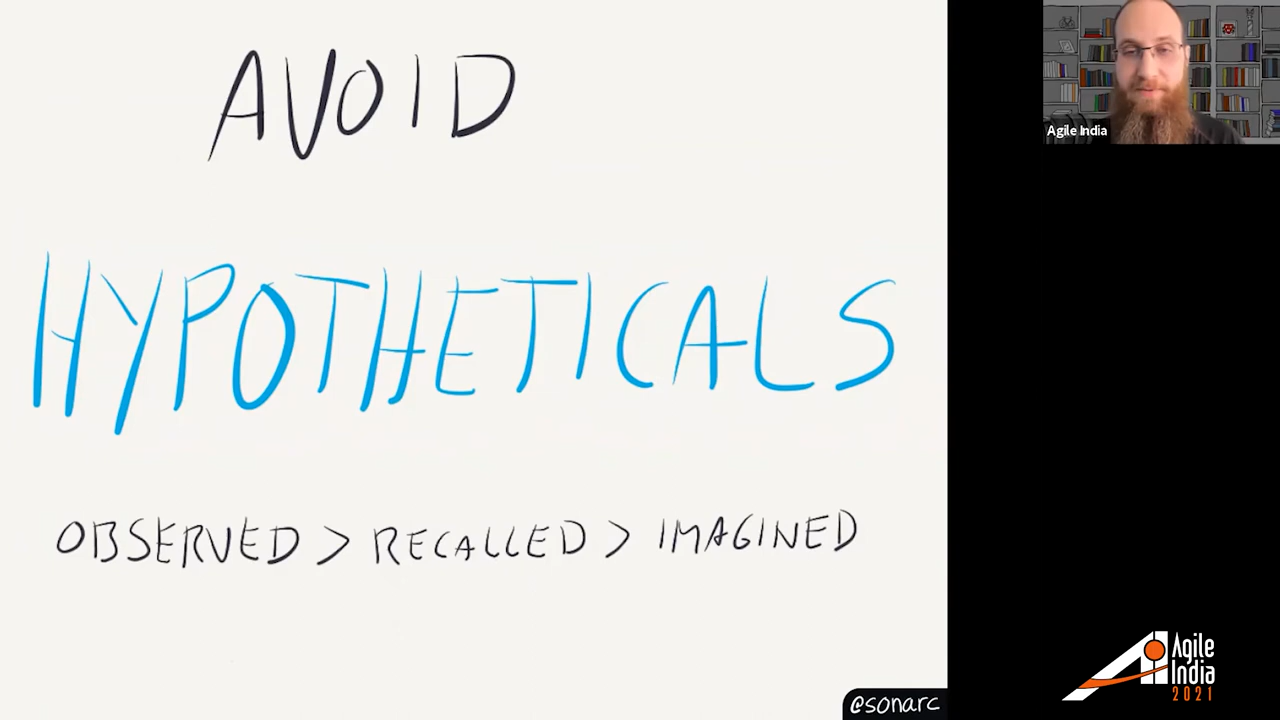 AVOID
HYPOTHETICALS
OBSERVED > RECALLED > IMAGINED
@sonarc
Agile India
Agile
India
2021